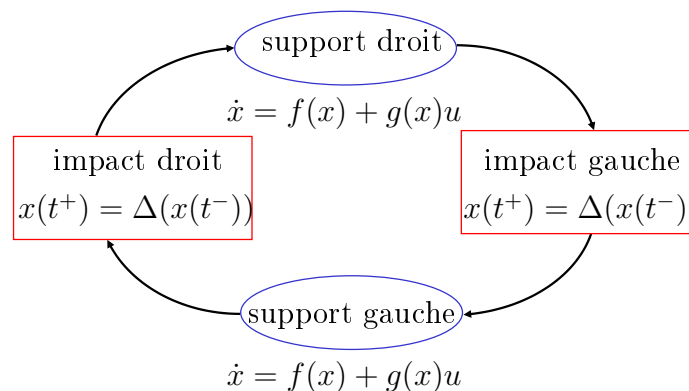 support droit
ẋ = f(x) + g(x)u
impact droit
x(t⁺) = Δ(x(t⁻))
impact gauche
x(t⁺) = Δ(x(t⁻)
support gauche
ẋ = f(x) + g(x)u